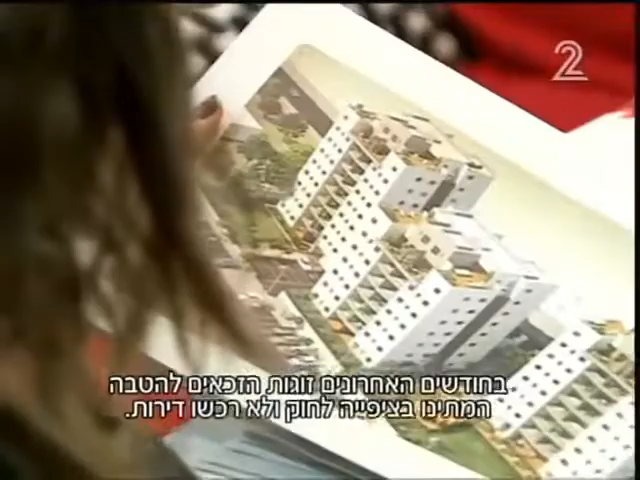 2
בחודשים האחרונים זוגות הזכאים להטבה
המתינו בציפייה לחוק ולא רכשו דירות.